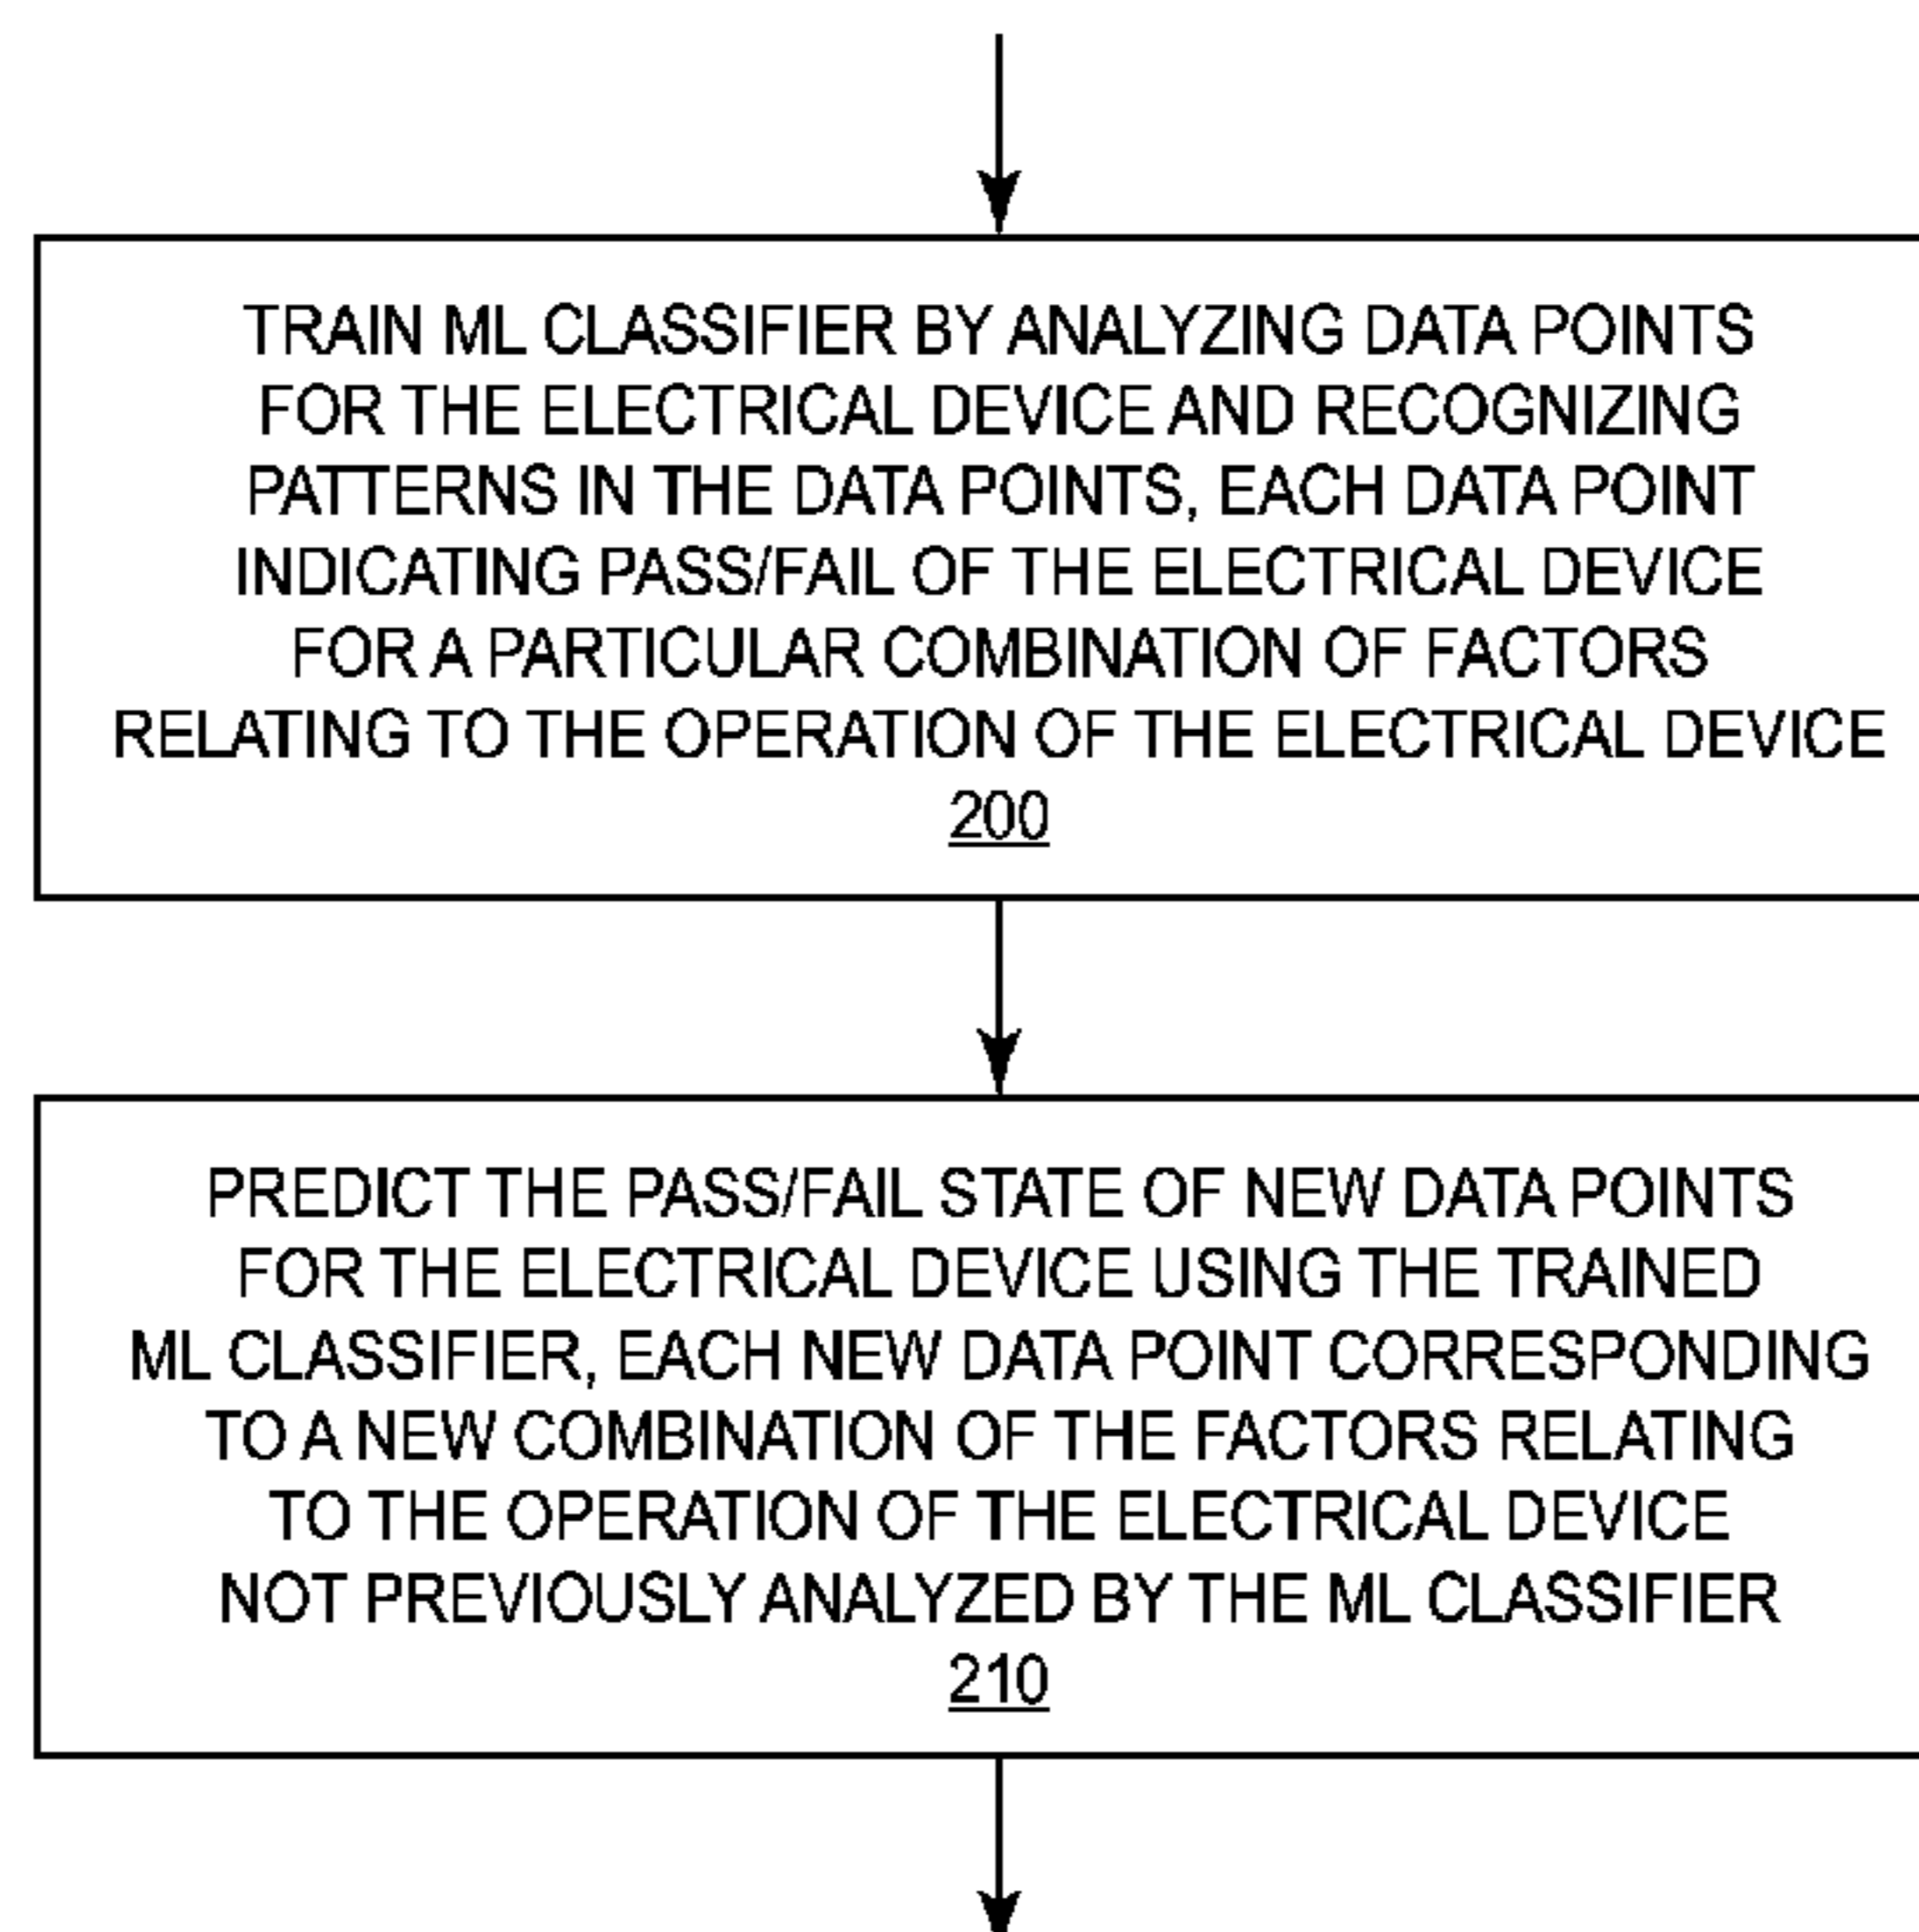 TRAIN ML CLASSIFIER BY ANALYZING DATA POINTS
FOR THE ELECTRICAL DEVICE AND RECOGNIZING
PATTERNS IN THE DATA POINTS, EACH DATA POINT
INDICATING PASS/FAIL OF THE ELECTRICAL DEVICE
FOR A PARTICULAR COMBINATION OF FACTORS
RELATING TO THE OPERATION OF THE ELECTRICAL DEVICE
200
PREDICT THE PASS/FAIL STATE OF NEW DATA POINTS
FOR THE ELECTRICAL DEVICE USING THE TRAINED
ML CLASSIFIER, EACH NEW DATA POINT CORRESPONDING
TO A NEW COMBINATION OF THE FACTORS RELATING
TO THE OPERATION OF THE ELECTRICAL DEVICE
NOT PREVIOUSLY ANALYZED BY THE ML CLASSIFIER
210